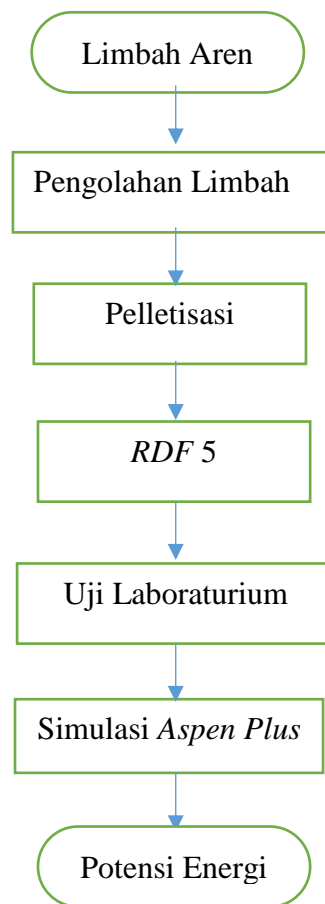 Limbah Aren
Pengolahan Limbah
Pelletisasi
RDF 5
Uji Laboraturium
Simulasi Aspen Plus
Potensi Energi